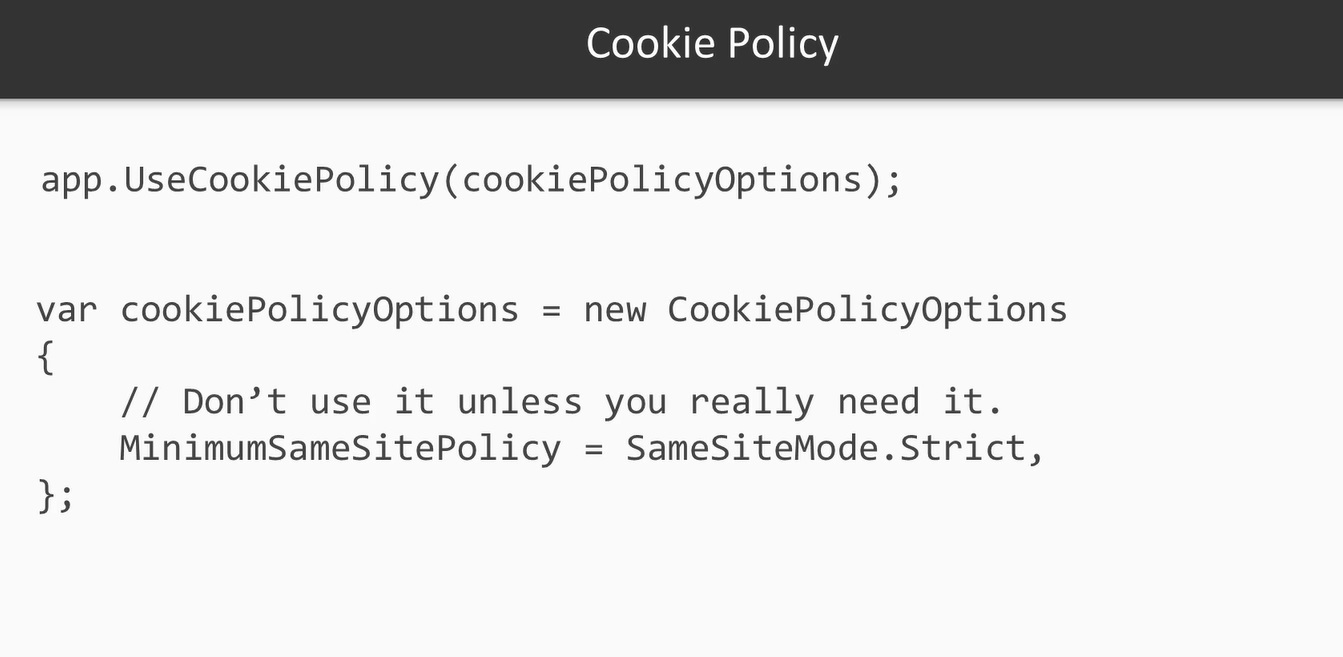 Cookie Policy
app.UseCookiePolicy(cookiePolicyOptions);
var cookiePolicyOptions = new CookiePolicyOptions
{
    // Don’t use it unless you really need it.
    MinimumSameSitePolicy = SameSiteMode.Strict,
};